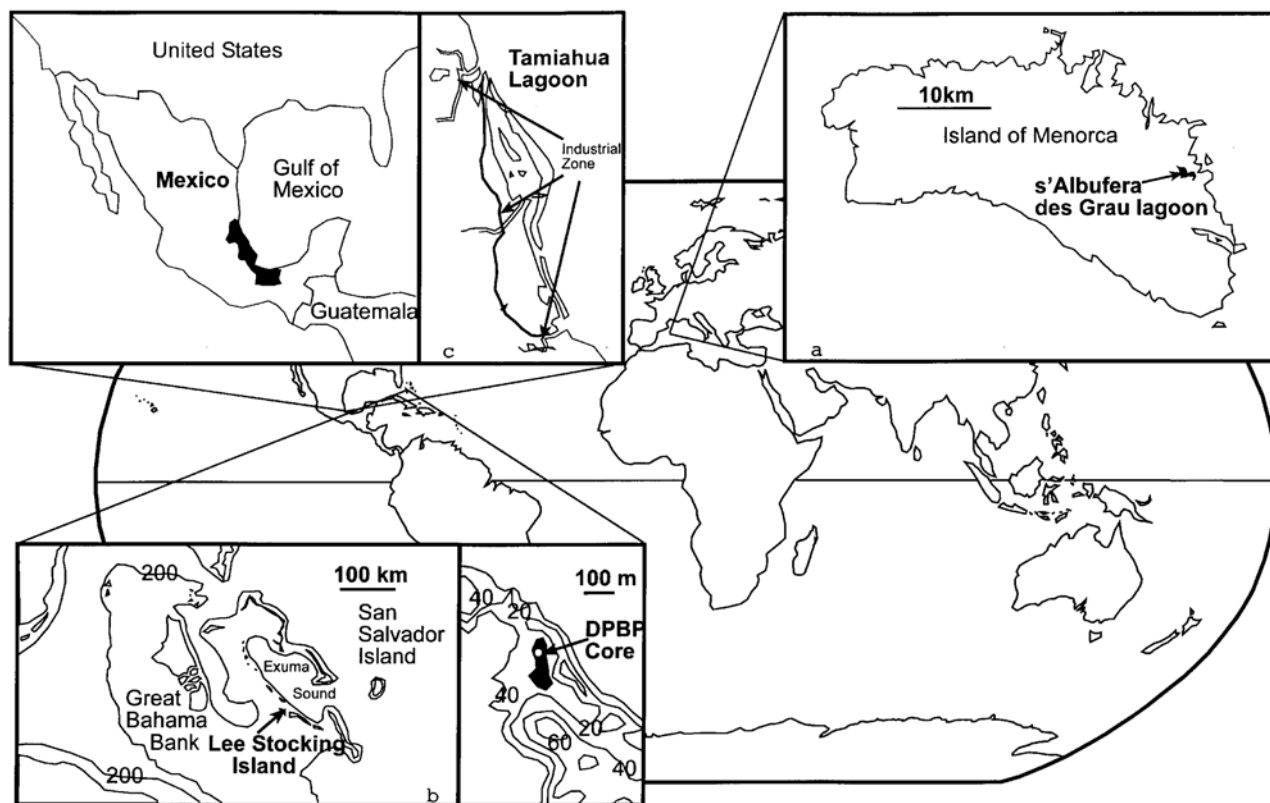 United States
Mexico
Gulf of
Mexico
Guatemala
Tamiahua
Lagoon
Industrial
Zone
c
10km
Island of Menorca
s'Albufera
des Grau lagoon
a
200
100 km
San
Salvador
Island
Exuma
Sound
Great
Bahama
Bank
Lee Stocking
Island
200
b
100 m
40
20
DPBP
Core
40
20
60
40